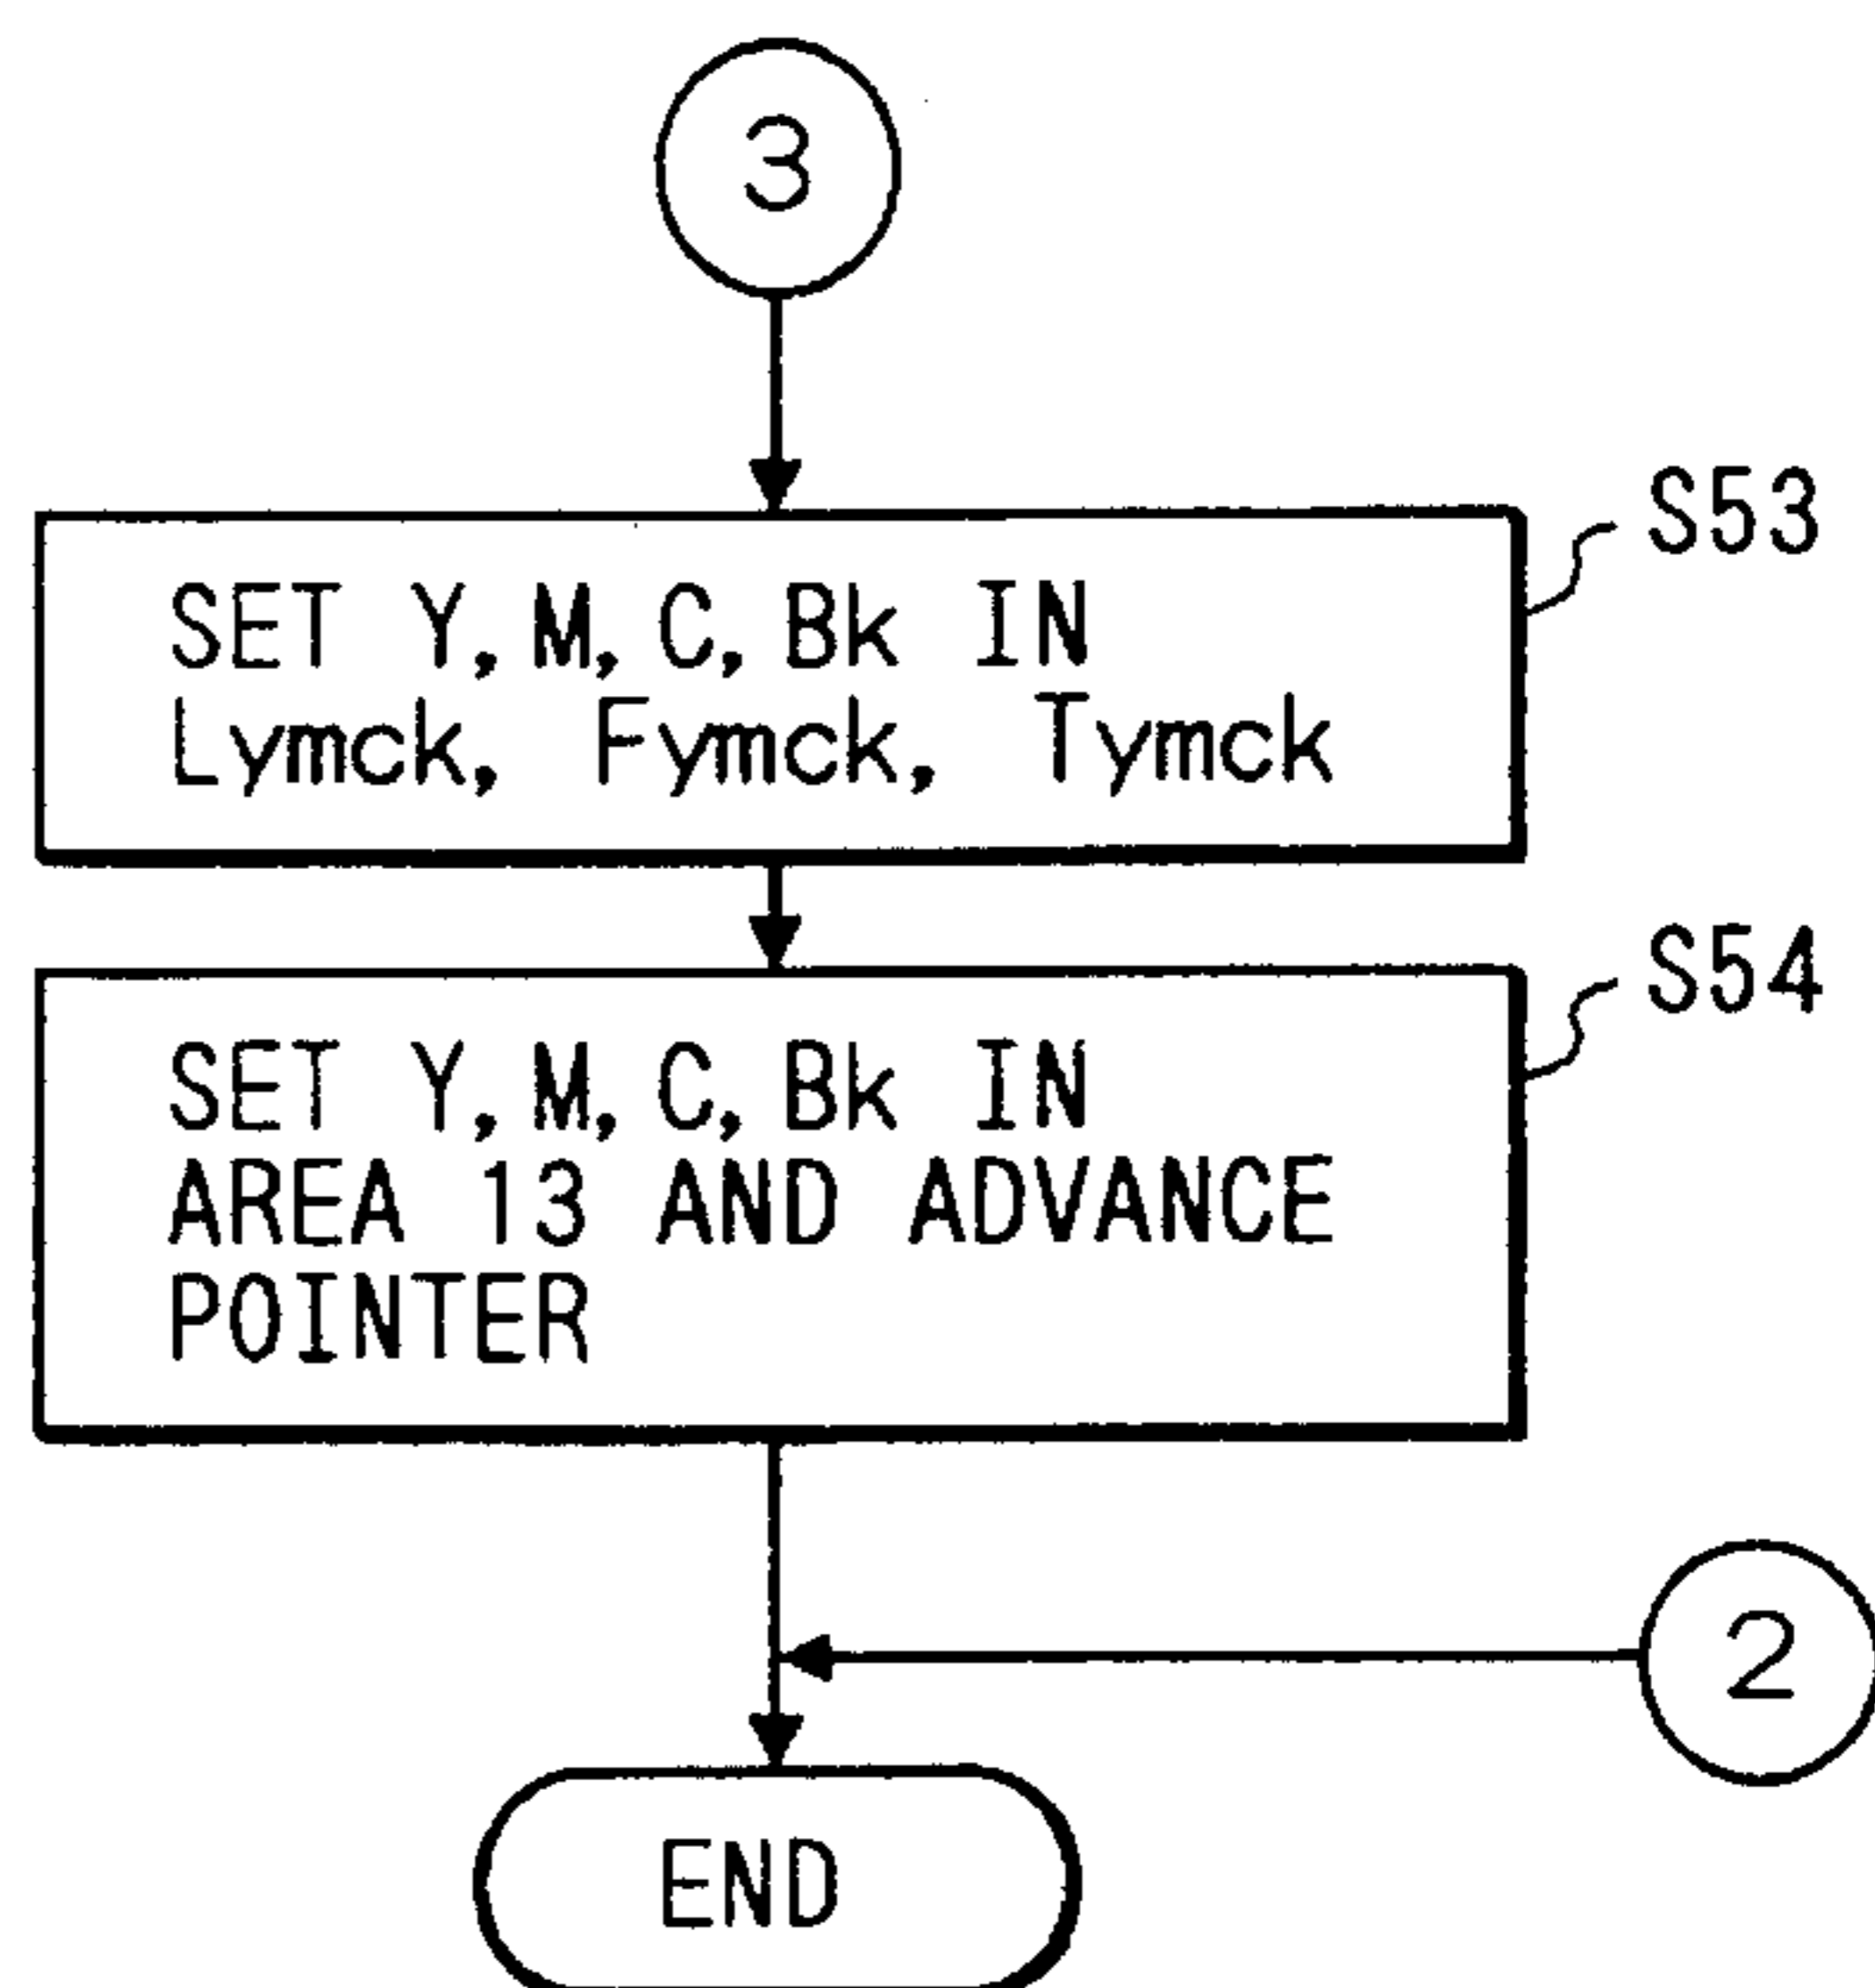 3
S53
SET Y,M,C,Bk IN
Lymck, Fymck, Tymck
S54
SET Y,M,C,Bk IN
AREA 13 AND ADVANCE
POINTER
2
END